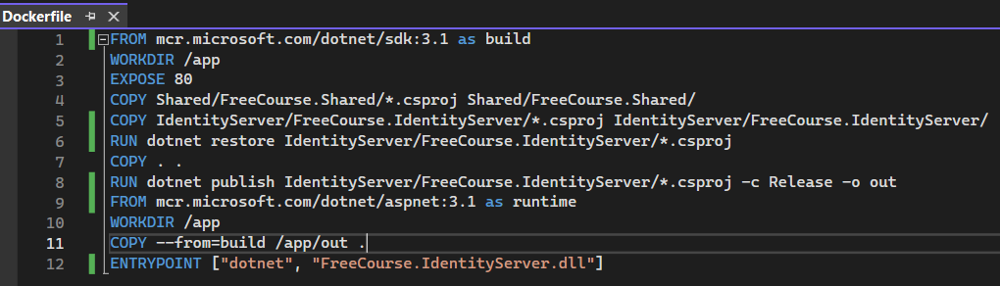 Dockerfile
1 FROM mcr.microsoft.com/dotnet/sdk:3.1 as build
2 WORKDIR /app
3 EXPOSE 80
4 COPY Shared/FreeCourse.Shared/*.csproj Shared/FreeCourse.Shared/
5 COPY IdentityServer/FreeCourse.IdentityServer/*.csproj IdentityServer/FreeCourse.IdentityServer/
6 RUN dotnet restore IdentityServer/FreeCourse.IdentityServer/*.csproj
7 COPY . .
8 RUN dotnet publish IdentityServer/FreeCourse.IdentityServer/*.csproj -c Release -o out
9 FROM mcr.microsoft.com/dotnet/aspnet:3.1 as runtime
10 WORKDIR /app
11 COPY --from=build /app/out .
12 ENTRYPOINT ["dotnet", "FreeCourse.IdentityServer.dll"]